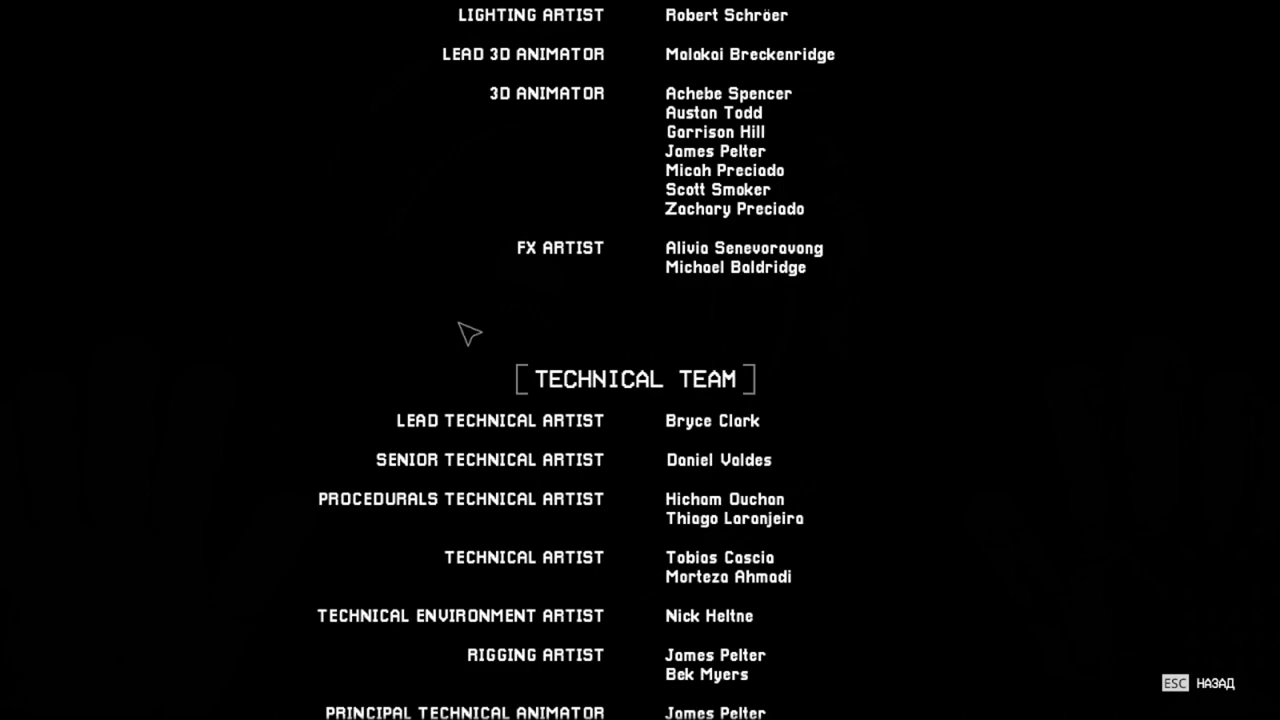 LIGHTING ARTIST Robert Schröer
LEAD 3D ANIMATOR Malakai Breckenridge
3D ANIMATOR Achebe Spencer
Austan Todd
Garrison Hill
James Pelter
Micah Preciado
Scott Smoker
Zachary Preciado
FX ARTIST Alivia Senevoravong
Michael Baldridge
[TECHNICAL TEAM]
LEAD TECHNICAL ARTIST Bryce Clark
SENIOR TECHNICAL ARTIST Daniel Valdes
PROCEDURALS TECHNICAL ARTIST Hicham Ouchan
Thiago Laranjeira
TECHNICAL ARTIST Tobias Cascia
Morteza Ahmadi
TECHNICAL ENVIRONMENT ARTIST Nick Heltne
RIGGING ARTIST James Pelter
Bek Myers
ESC НАЗАД
PRINCIPAL TECHNICAL ANIMATOR James Pelter